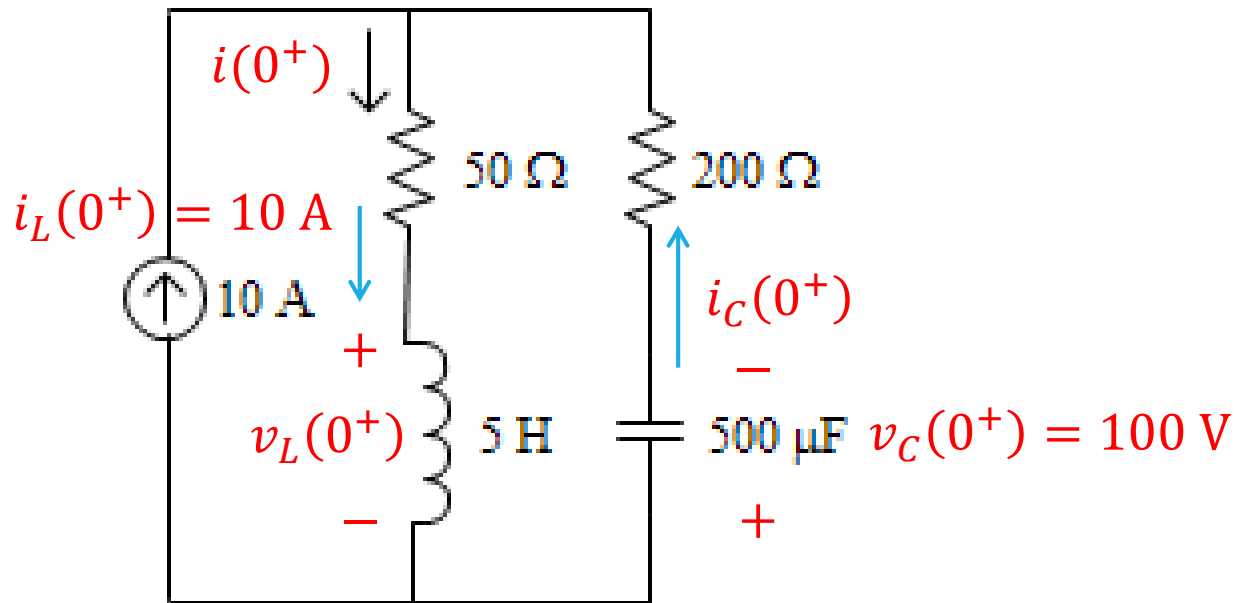 i(0⁺)
50 Ω
200 Ω
i_L(0⁺) = 10 A
10 A
i_C(0⁺)
+
−
v_L(0⁺)
5 H
500 μF
v_C(0⁺) = 100 V
−
+